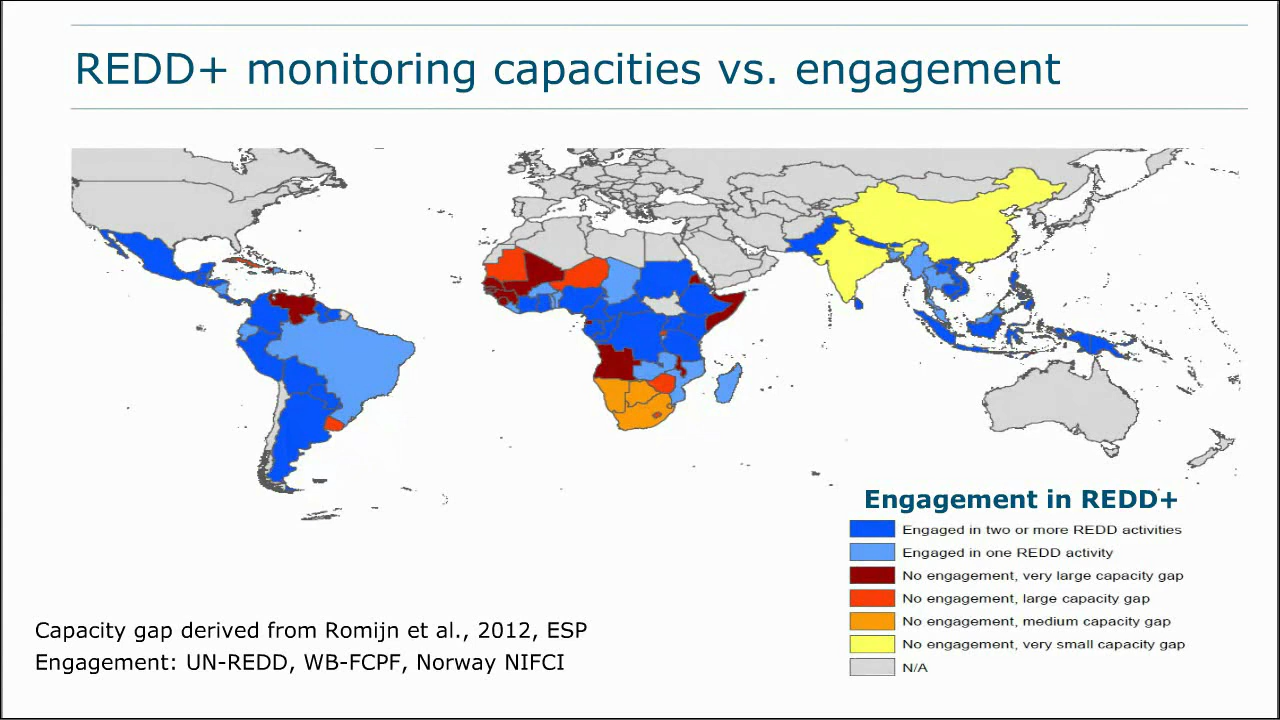 REDD+ monitoring capacities vs. engagement
Engagement in REDD+
Engaged in two or more REDD activities
Engaged in one REDD activity
No engagement, very large capacity gap
No engagement, large capacity gap
No engagement, medium capacity gap
No engagement, very small capacity gap
N/A
Capacity gap derived from Romijn et al., 2012, ESP
Engagement: UN-REDD, WB-FCPF, Norway NIFCI